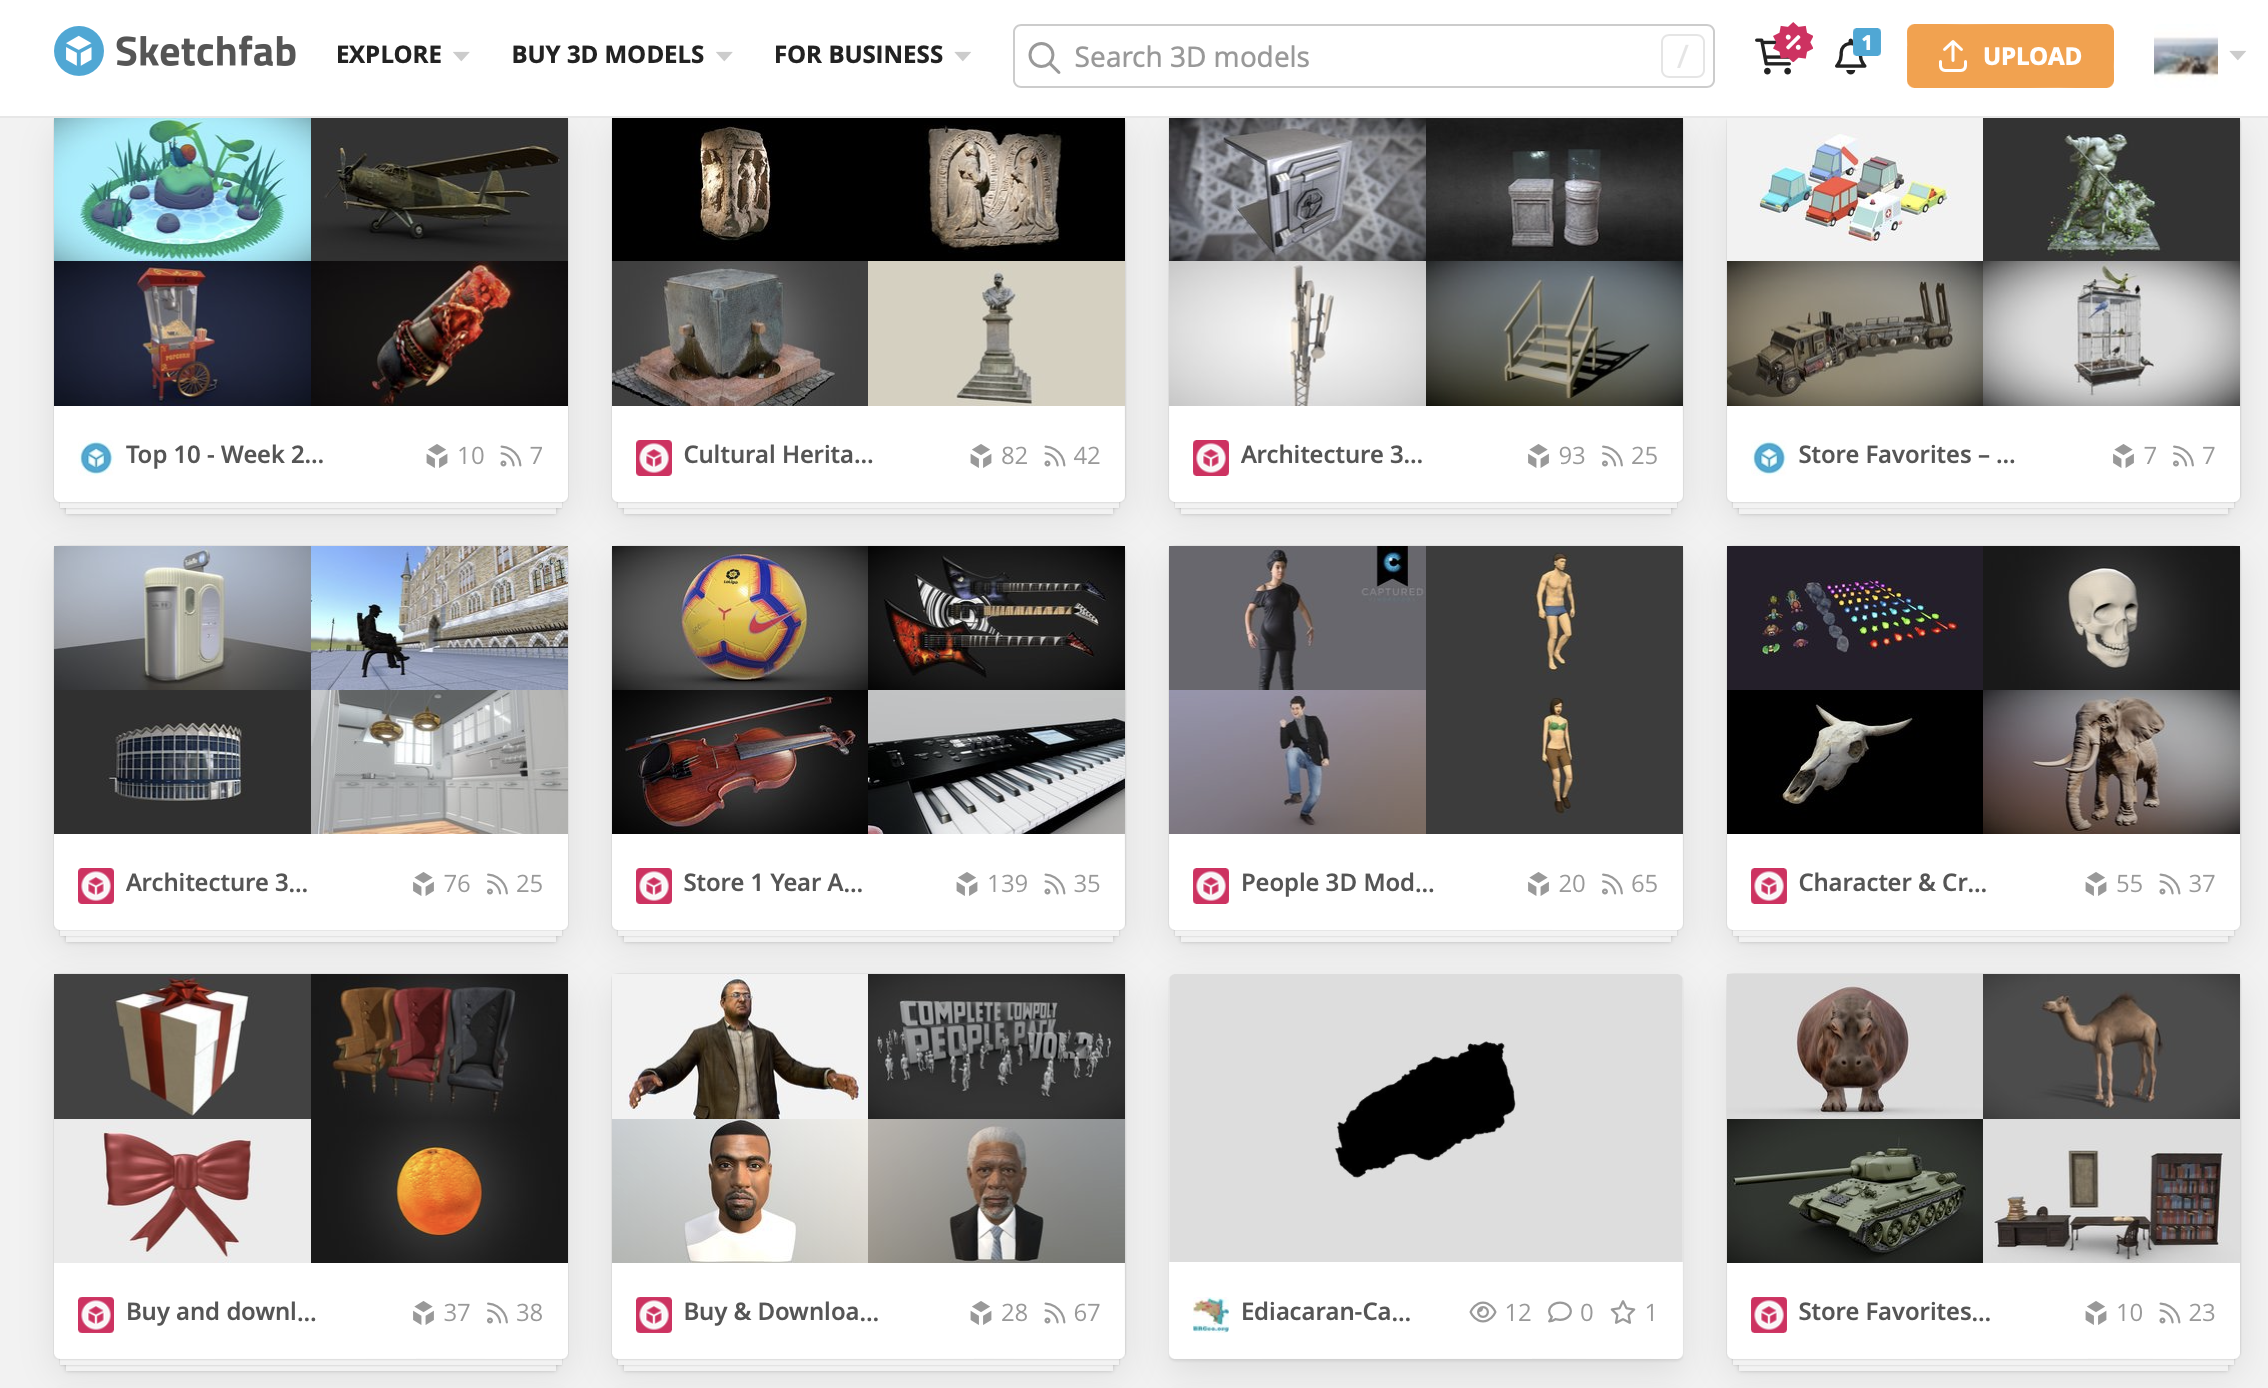 Sketchfab EXPLORE BUY 3D MODELS FOR BUSINESS Search 3D models / % 1 UPLOAD
POPCORN
Top 10 - Week 2... 10 7
Cultural Herita... 82 42
Architecture 3... 93 25
Store Favorites – ... 7 7
LaLiga
CAPTURED
Architecture 3... 76 25
Store 1 Year A... 139 35
People 3D Mod... 20 65
Character & Cr... 55 37
COMPLETE LOWPOLY
PEOPLE PACK
Buy and downl... 37 38
Buy & Downloa... 28 67
Ediacaran-Ca... 12 0 1
Store Favorites... 10 23